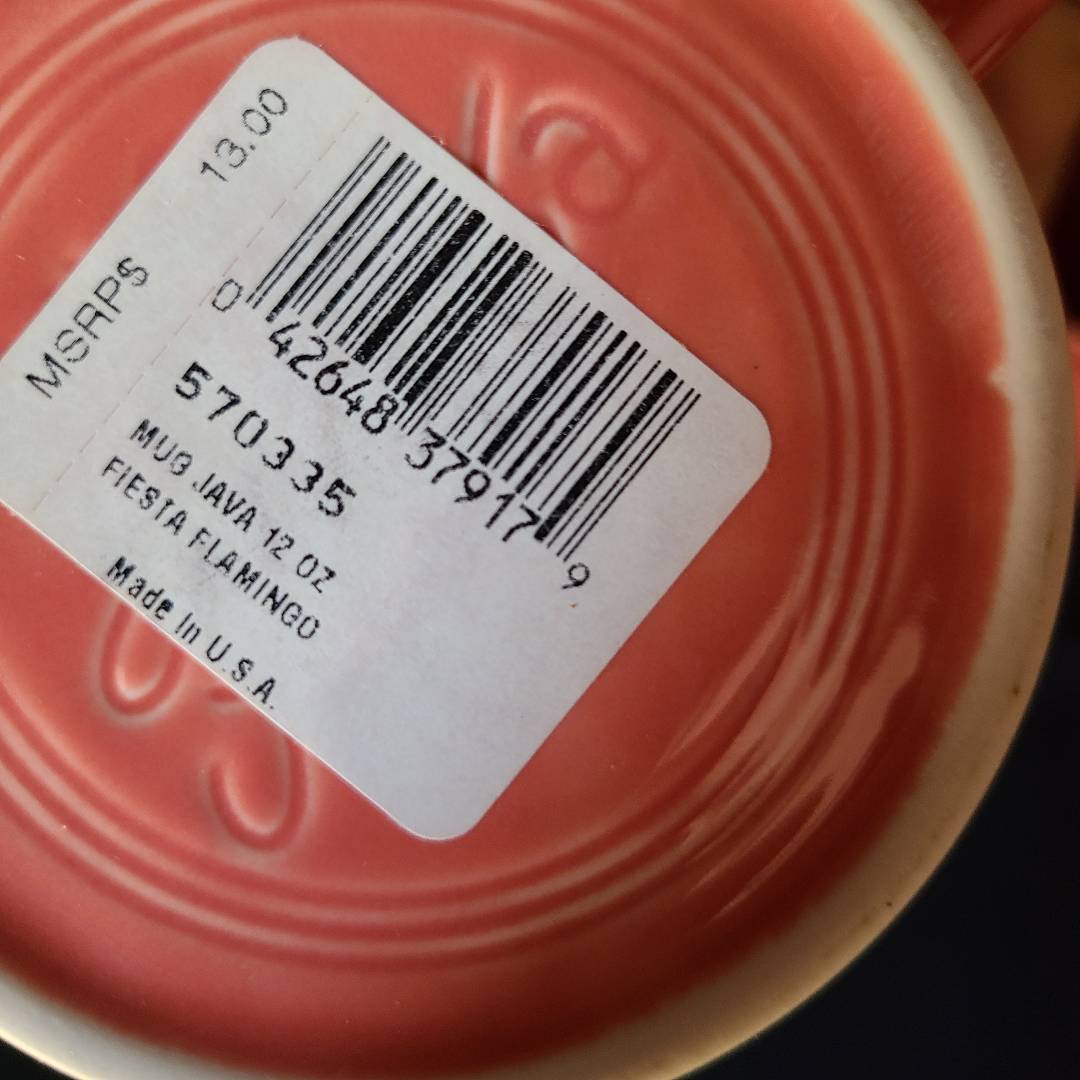 MSRP$ 13.00
0 42648 37917 9
570335
MUG JAVA 12 OZ
FIESTA FLAMINGO
Made In U.S.A.